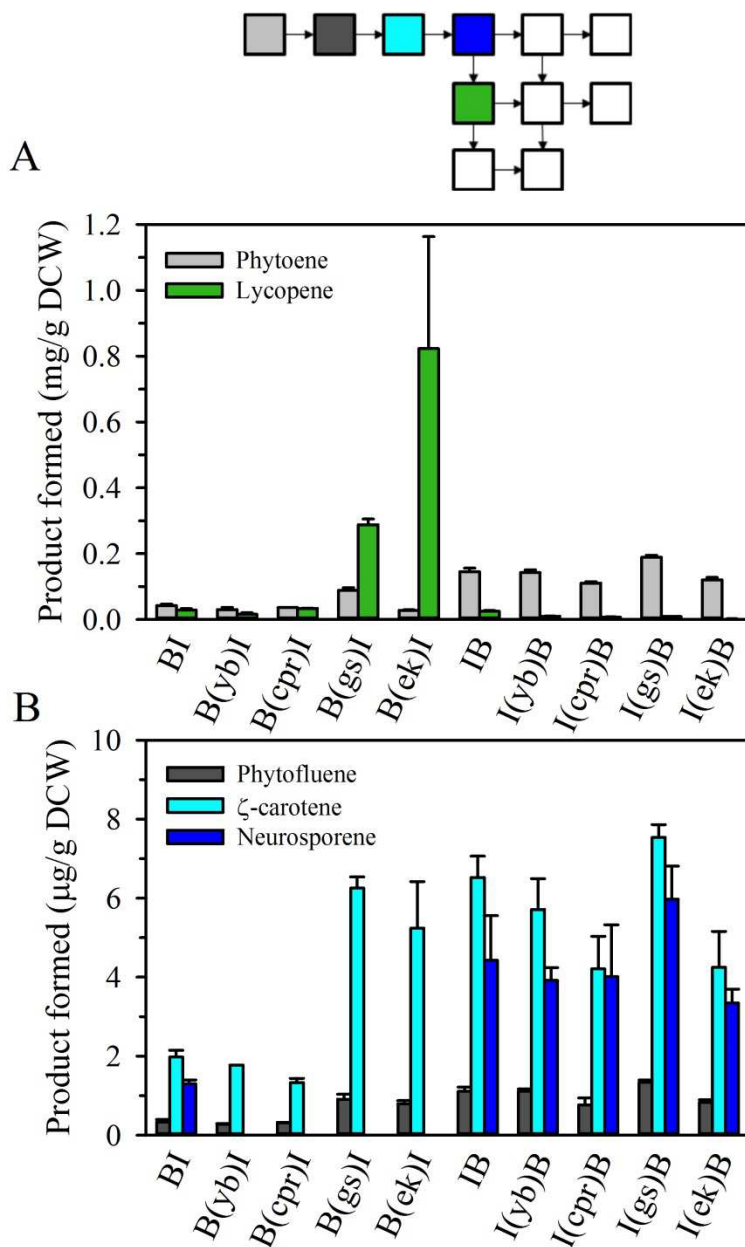 A
Product formed (mg/g DCW)
1.2
1.0
0.8
0.6
0.4
0.2
0.0
Phytoene
Lycopene
BI
B(yb)I
B(cpr)I
B(gs)I
B(ek)I
IB
I(yb)B
I(cpr)B
I(gs)B
I(ek)B
B
Product formed (µg/g DCW)
10
8
6
4
2
0
Phytofluene
ζ-carotene
Neurosporene
BI
B(yb)I
B(cpr)I
B(gs)I
B(ek)I
IB
I(yb)B
I(cpr)B
I(gs)B
I(ek)B